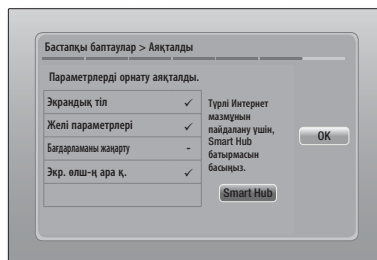 Бастапқы баптаулар > Аяқталды
Параметрлерді орнату аяқталды.
Экрандық тіл ✓
Желі параметрлері ✓
Бағдарламаны жаңарту -
Экр. өлш-ң ара қ. ✓
Түрлі Интернет
мазмұнын
пайдалану үшін,
Smart Hub
батырмасын
басыңыз.
Smart Hub
OK